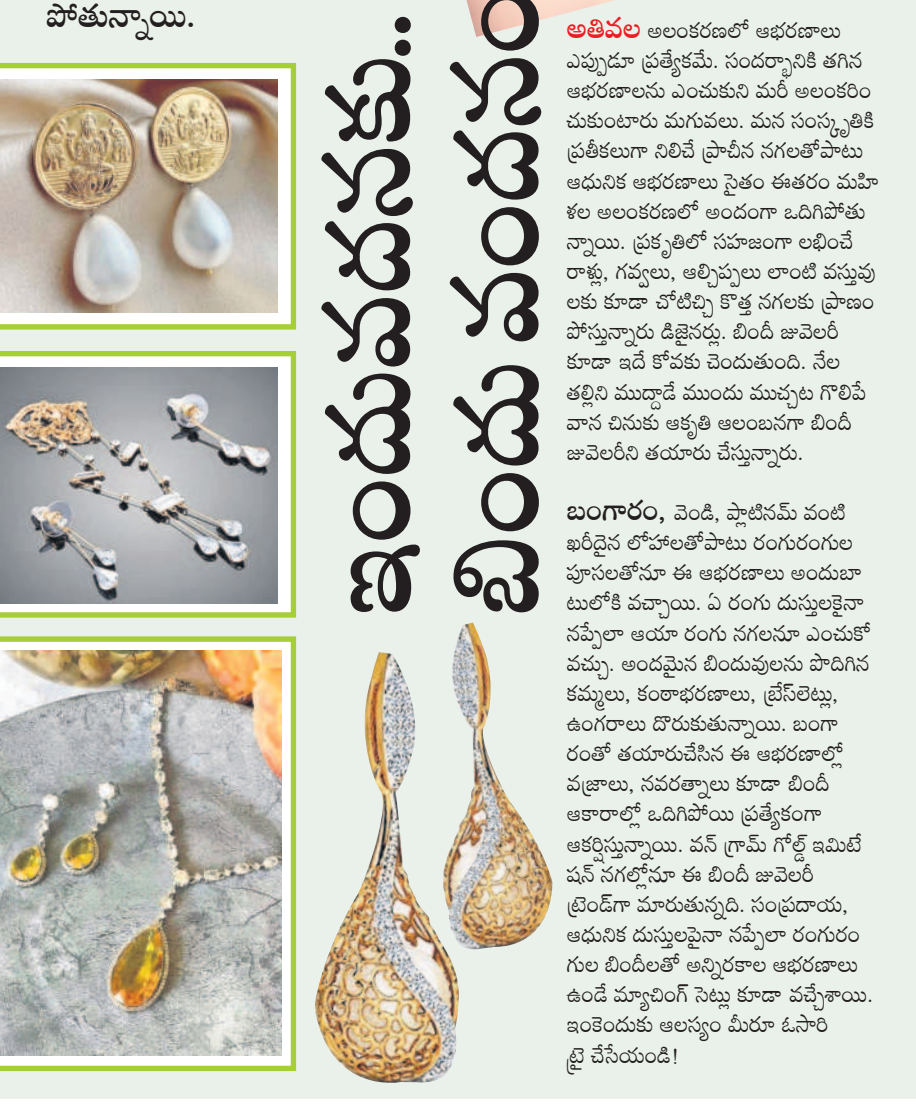 పోతున్నాయి.
ఇందువదనకు..
విందు వందనం
అతివల అలంకరణలో ఆభరణాలు
ఎప్పుడూ ప్రత్యేకమే. సందర్భానికి తగిన
ఆభరణాలను ఎంచుకుని మరీ అలంకరిం
చుకుంటారు మగువలు. మన సంస్కృతికి
ప్రతీకలుగా నిలిచే ప్రాచీన నగలతోపాటు
ఆధునిక ఆభరణాలు సైతం ఈతరం మహి
ళల అలంకరణలో అందంగా ఒదిగిపోతు
న్నాయి. ప్రకృతిలో సహజంగా లభించే
రాళ్లు, గవ్వలు, ఆల్చిప్పలు లాంటి వస్తువు
లకు కూడా చోటిచ్చి కొత్త నగలకు ప్రాణం
పోస్తున్నారు డిజైనర్లు. బిందీ జువెలరీ
కూడా ఇదే కోవకు చెందుతుంది. నేల
తల్లిని ముద్దాడే ముందు ముచ్చట గొలిపే
వాన చినుకు ఆకృతి ఆలంబనగా బిందీ
జువెలరీని తయారు చేస్తున్నారు.
బంగారం, వెండి, ప్లాటినమ్ వంటి
ఖరీదైన లోహాలతోపాటు రంగురంగుల
పూసలతోనూ ఈ ఆభరణాలు అందుబా
టులోకి వచ్చాయి. ఏ రంగు దుస్తులకైనా
నప్పేలా ఆయా రంగు నగలనూ ఎంచుకో
వచ్చు. అందమైన బిందువులను పొదిగిన
కమ్మలు, కంఠాభరణాలు, బ్రేస్‌లెట్లు,
ఉంగరాలు దొరుకుతున్నాయి. బంగా
రంతో తయారుచేసిన ఈ ఆభరణాల్లో
వజ్రాలు, నవరత్నాలు కూడా బిందీ
ఆకారాల్లో ఒదిగిపోయి ప్రత్యేకంగా
ఆకర్షిస్తున్నాయి. వన్ గ్రామ్ గోల్డ్ ఇమిటే
షన్ నగల్లోనూ ఈ బిందీ జువెలరీ
ట్రెండ్‌గా మారుతున్నది. సంప్రదాయ,
ఆధునిక దుస్తులపైనా నప్పేలా రంగురం
గుల బిందీలతో అన్నిరకాల ఆభరణాలు
ఉండే మ్యాచింగ్ సెట్లు కూడా వచ్చేశాయి.
ఇంకెందుకు ఆలస్యం మీరూ ఓసారి
ట్రై చేసేయండి!